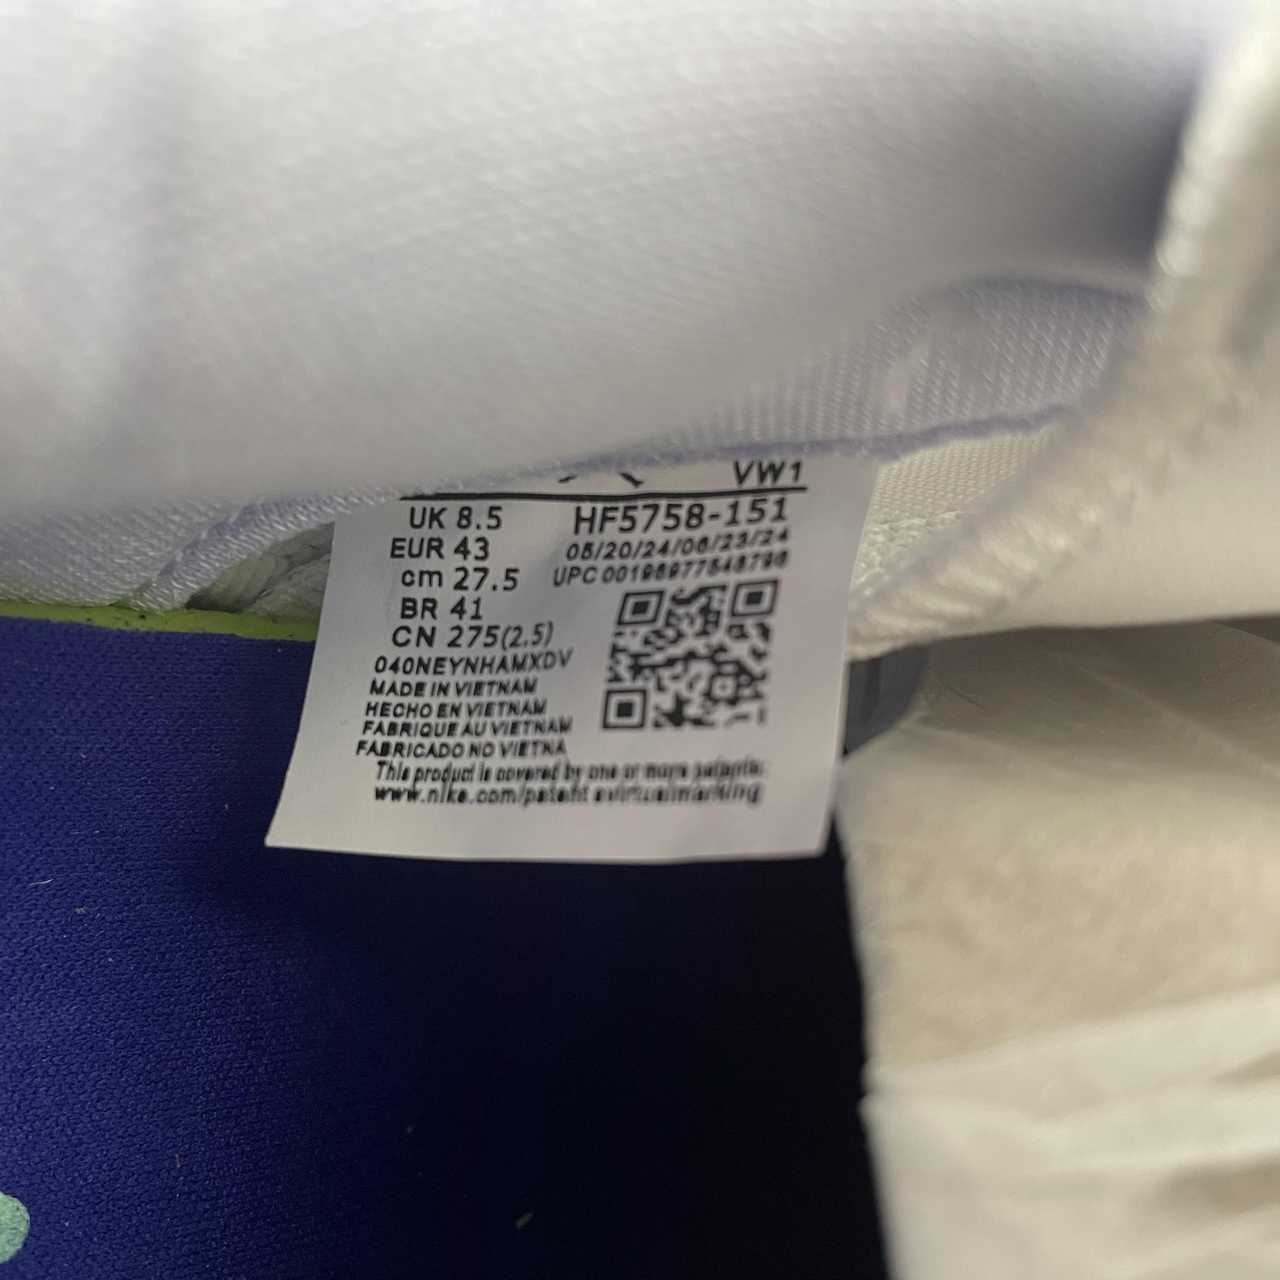 VW1
UK 8.5
HF5758-151
EUR 43
05/20/24/06/23/24
cm 27.5
UPC 00196977548796
BR 41
CN 275(2.5)
040NEYNHAMXDV
MADE IN VIETNAM
HECHO EN VIETNAM
FABRIQUE AU VIETNAM
FABRICADO NO VIETNA
This product is covered by one or more patents:
www.nike.com/patent svirtualmarking